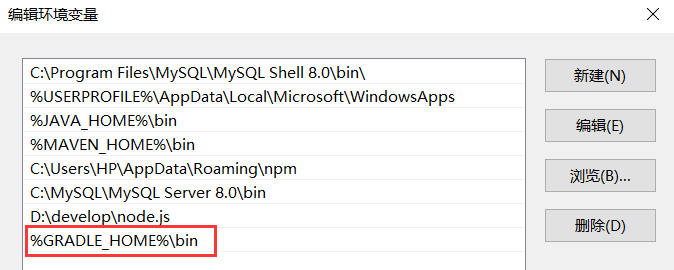 编辑环境变量
C:\Program Files\MySQL\MySQL Shell 8.0\bin\
%USERPROFILE%\AppData\Local\Microsoft\WindowsApps
%JAVA_HOME%\bin
%MAVEN_HOME%\bin
C:\Users\HP\AppData\Roaming\npm
C:\MySQL\MySQL Server 8.0\bin
D:\develop\node.js
%GRADLE_HOME%\bin
新建(N)
编辑(E)
浏览(B)...
删除(D)